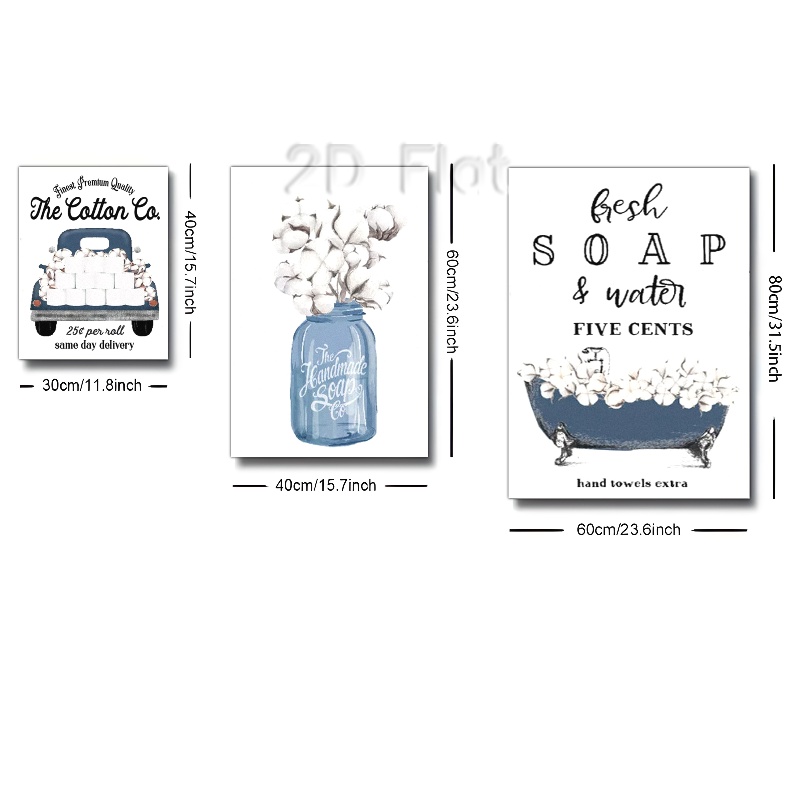 2D Flat
Finest Premium Quality
The Cotton Co.
25¢ per roll
same day delivery
40cm/15.7inch
30cm/11.8inch
The
Handmade
Soap
Co
60cm/23.6inch
40cm/15.7inch
fresh
SOAP
& water
FIVE CENTS
hand towels extra
80cm/31.5inch
60cm/23.6inch